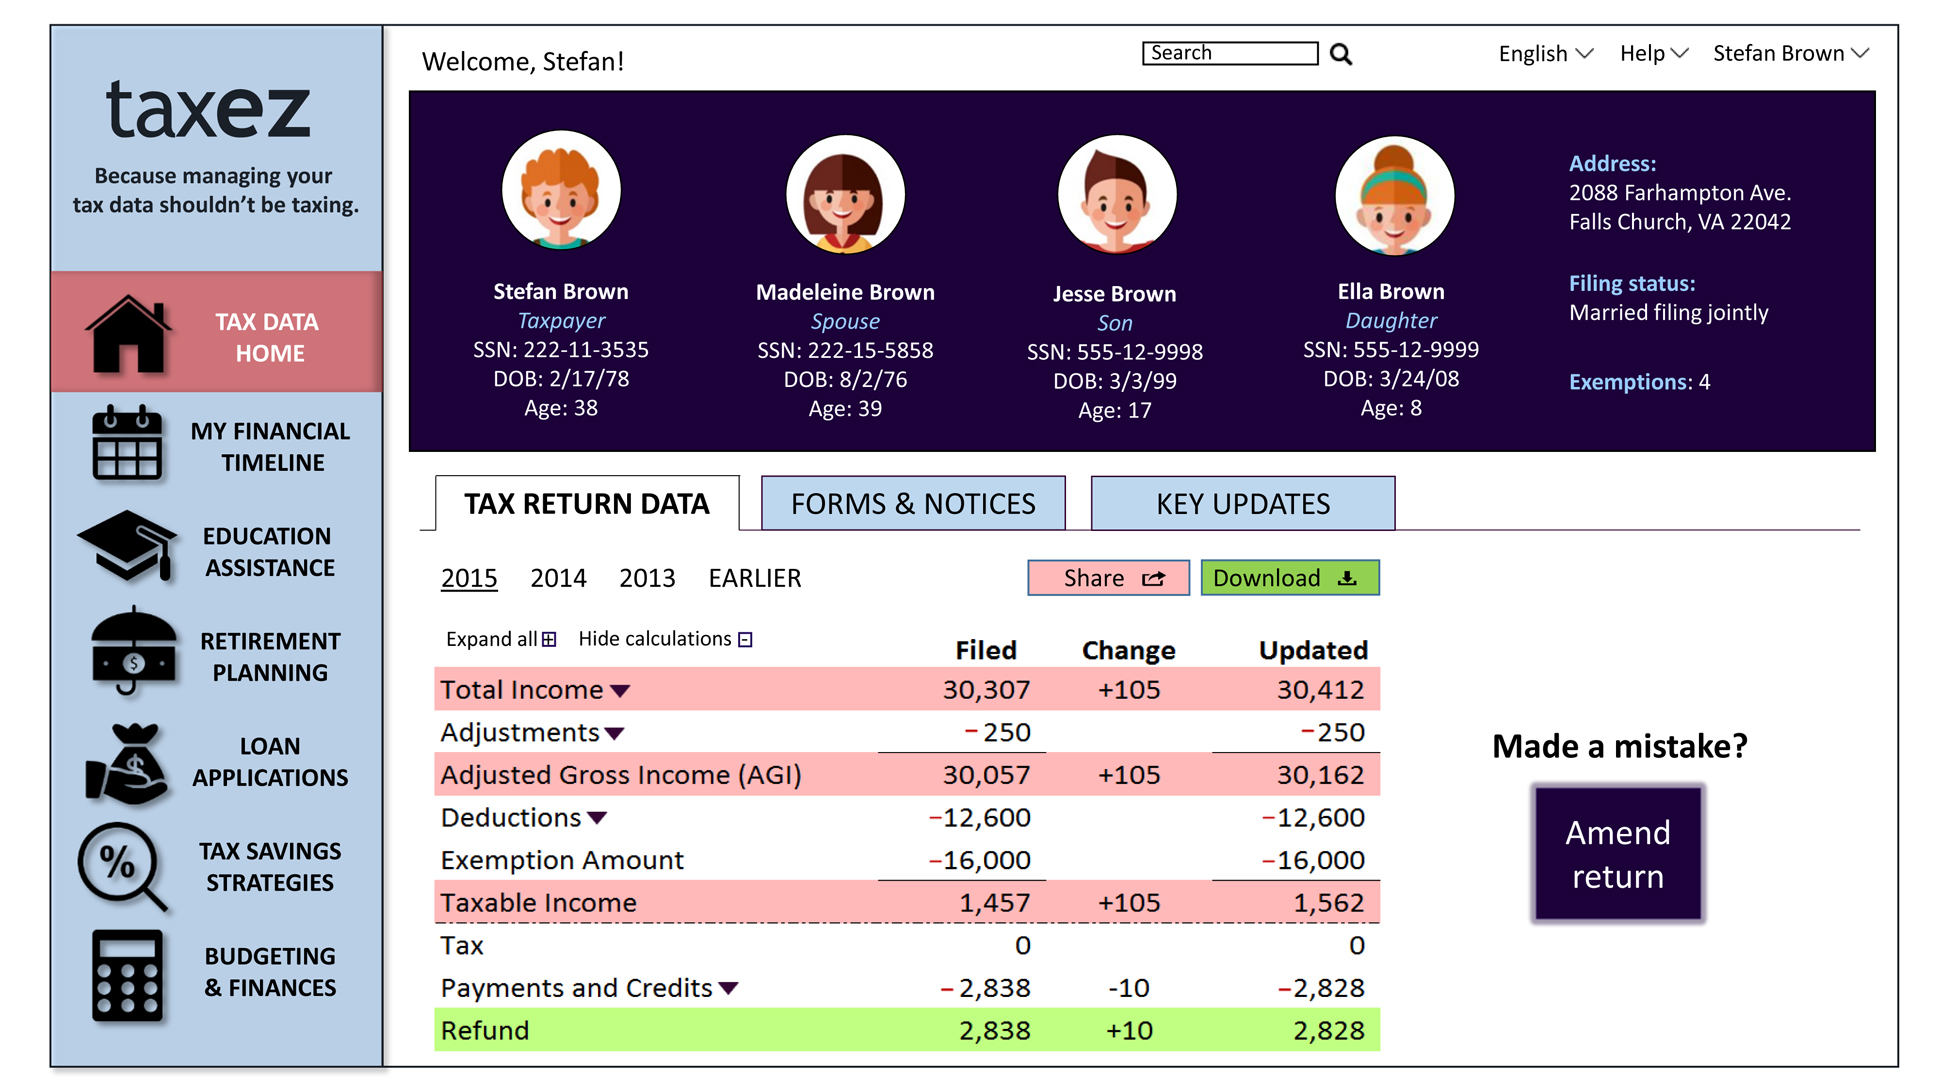 taxez
Because managing your
tax data shouldn't be taxing.
TAX DATA
HOME
MY FINANCIAL
TIMELINE
EDUCATION
ASSISTANCE
RETIREMENT
PLANNING
$
LOAN
APPLICATIONS
$
TAX SAVINGS
STRATEGIES
%
BUDGETING
& FINANCES
Welcome, Stefan!
Search
English
Help
Stefan Brown
Stefan Brown
Taxpayer
SSN: 222-11-3535
DOB: 2/17/78
Age: 38
Madeleine Brown
Spouse
SSN: 222-15-5858
DOB: 8/2/76
Age: 39
Jesse Brown
Son
SSN: 555-12-9998
DOB: 3/3/99
Age: 17
Ella Brown
Daughter
SSN: 555-12-9999
DOB: 3/24/08
Age: 8
Address:
2088 Farhampton Ave.
Falls Church, VA 22042
Filing status:
Married filing jointly
Exemptions: 4
TAX RETURN DATA
FORMS & NOTICES
KEY UPDATES
2015 2014 2013 EARLIER
Share
Download
Expand all Hide calculations
Filed Change Updated
Total Income 30,307 +105 30,412
Adjustments −250 −250
Adjusted Gross Income (AGI) 30,057 +105 30,162
Deductions −12,600 −12,600
Exemption Amount −16,000 −16,000
Taxable Income 1,457 +105 1,562
Tax 0 0
Payments and Credits −2,838 -10 −2,828
Refund 2,838 +10 2,828
Made a mistake?
Amend
return